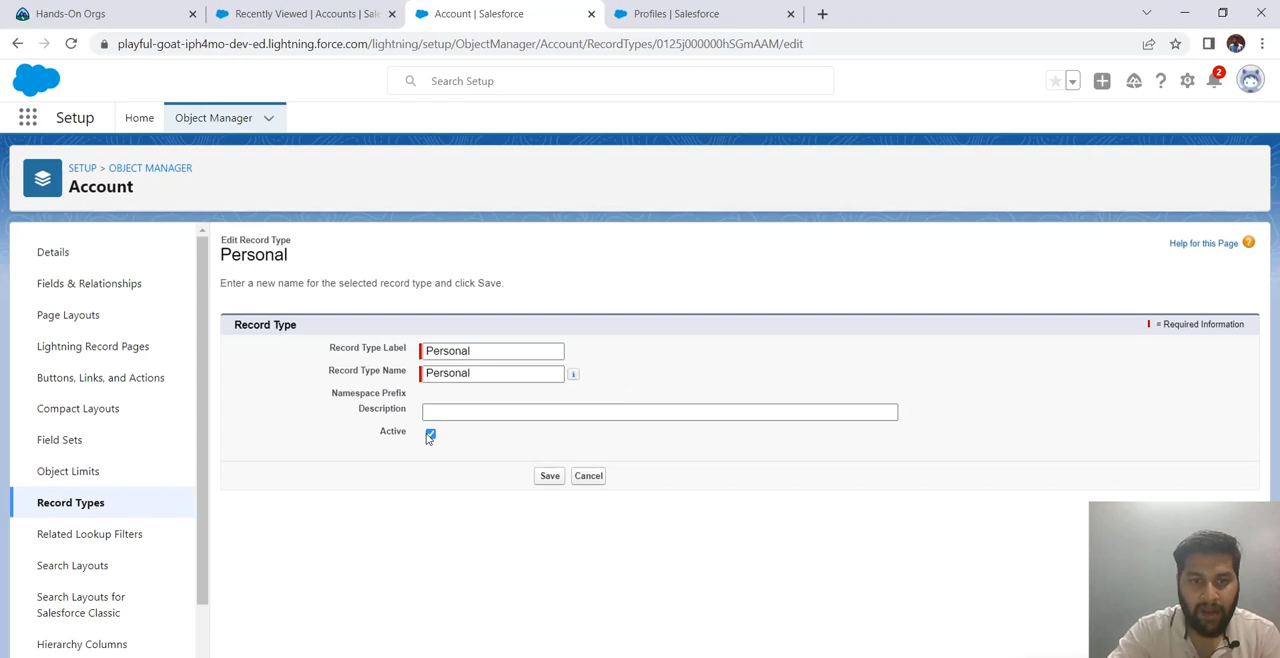 Hands-On Orgs
Recently Viewed | Accounts | Sal
Account | Salesforce
Profiles | Salesforce
playful-goat-iph4mo-dev-ed.lightning.force.com/lightning/setup/ObjectManager/Account/RecordTypes/0125j000000hSGmAAM/edit
Search Setup
2
Setup
Home
Object Manager
SETUP > OBJECT MANAGER
Account
Details
Fields & Relationships
Page Layouts
Lightning Record Pages
Buttons, Links, and Actions
Compact Layouts
Field Sets
Object Limits
Record Types
Related Lookup Filters
Search Layouts
Search Layouts for
Salesforce Classic
Hierarchy Columns
Edit Record Type
Personal
Help for this Page ?
Enter a new name for the selected record type and click Save.
Record Type
= Required Information
Record Type Label
Personal
Record Type Name
Personal
i
Namespace Prefix
Description
Active
Save
Cancel